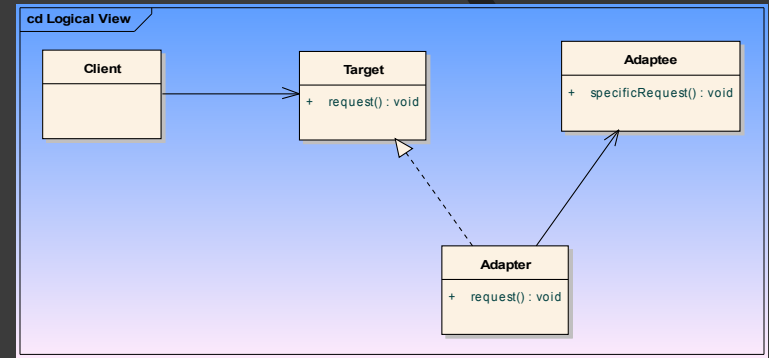 cd Logical View
Client
Target
+ request() : void
Adaptee
+ specificRequest() : void
Adapter
+ request() : void